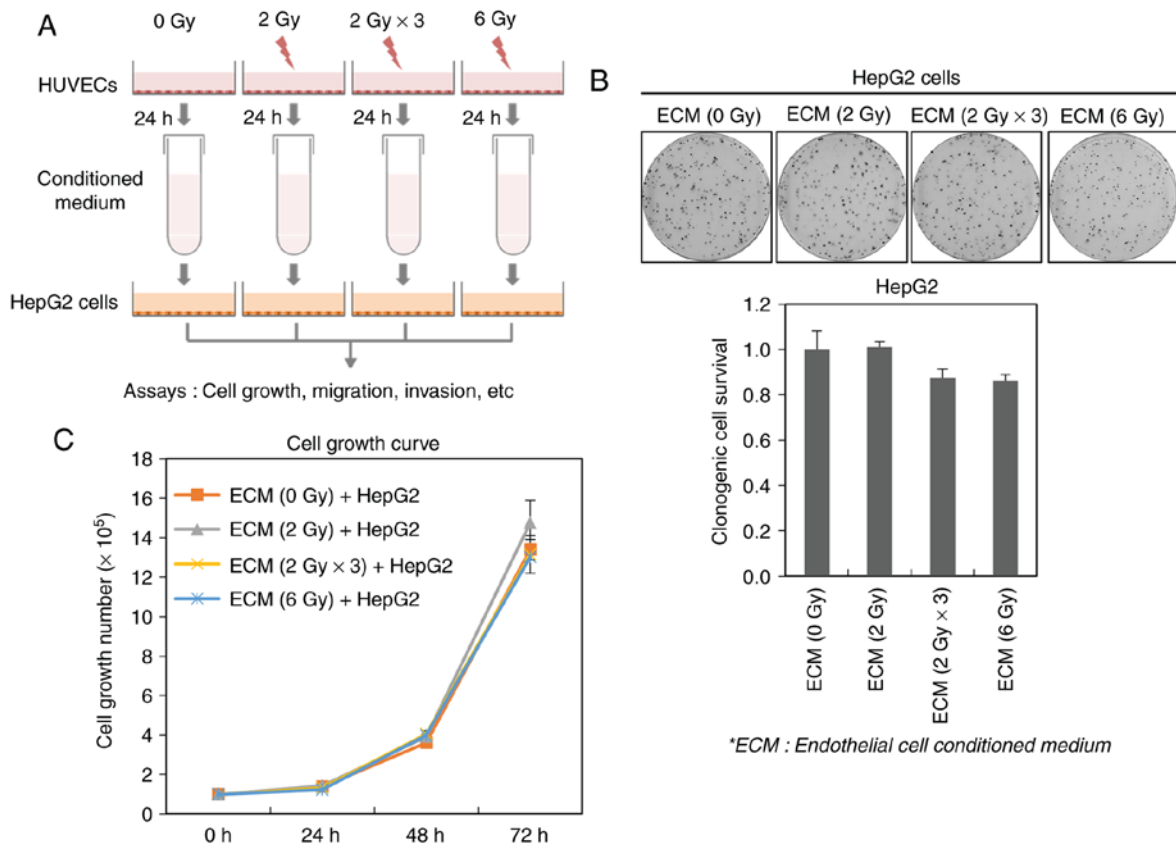 A
0 Gy 2 Gy 2 Gy × 3 6 Gy
HUVECs
24 h 24 h 24 h 24 h
Conditioned
medium
HepG2 cells
Assays : Cell growth, migration, invasion, etc
B
HepG2 cells
ECM (0 Gy) ECM (2 Gy) ECM (2 Gy × 3) ECM (6 Gy)
HepG2
Clonogenic cell survival
1.2
1.0
0.8
0.6
0.4
0.2
0.0
ECM (0 Gy)
ECM (2 Gy)
ECM (2 Gy × 3)
ECM (6 Gy)
*ECM : Endothelial cell conditioned medium
C
Cell growth curve
Cell growth number (× 10⁵)
18
16
14
12
10
8
6
4
2
0
ECM (0 Gy) + HepG2
ECM (2 Gy) + HepG2
ECM (2 Gy × 3) + HepG2
ECM (6 Gy) + HepG2
0 h 24 h 48 h 72 h